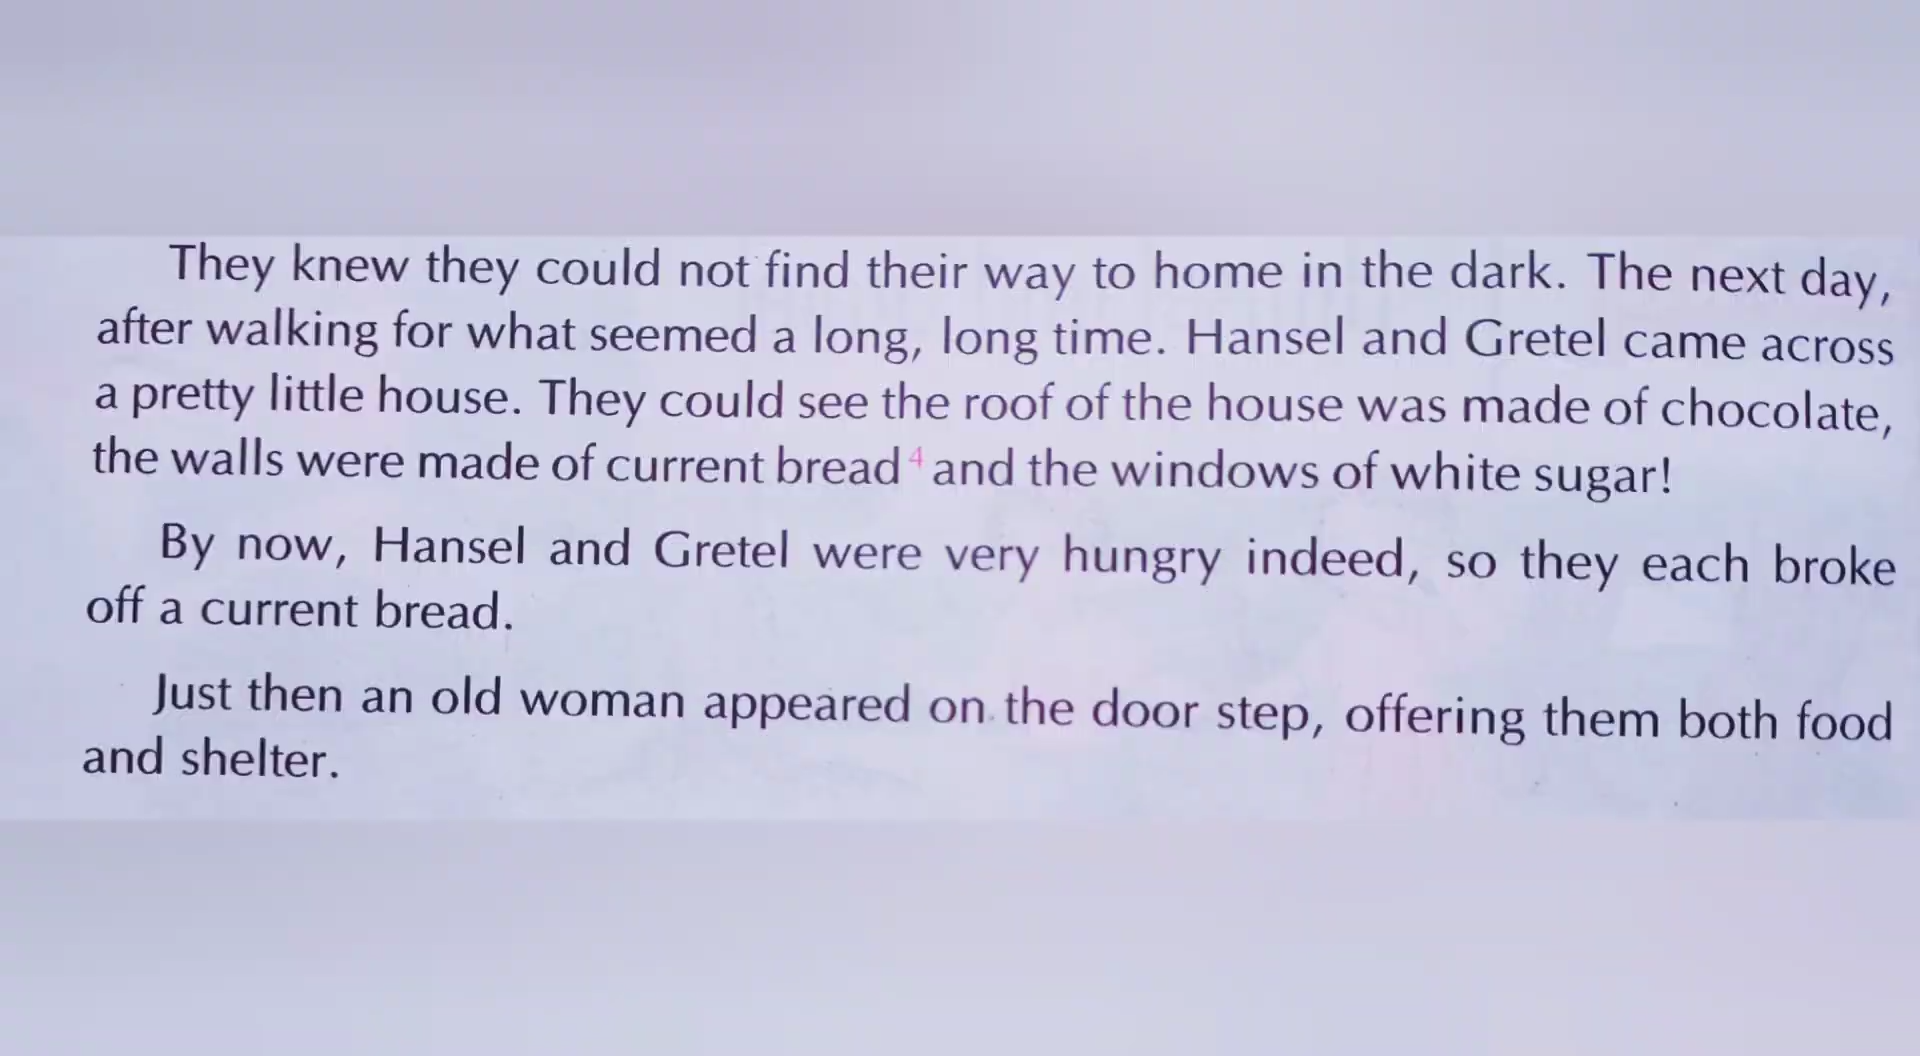 They knew they could not find their way to home in the dark. The next day,
after walking for what seemed a long, long time. Hansel and Gretel came across
a pretty little house. They could see the roof of the house was made of chocolate,
the walls were made of current bread 4 and the windows of white sugar!
By now, Hansel and Gretel were very hungry indeed, so they each broke
off a current bread.
Just then an old woman appeared on the door step, offering them both food
and shelter.